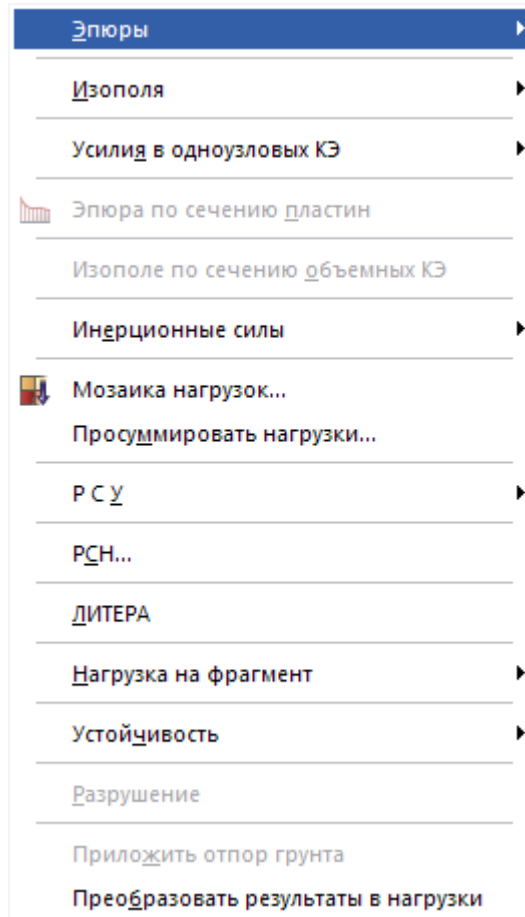 Эпюры
Изополя
Усилия в одноузловых КЭ
Эпюра по сечению пластин
Изополе по сечению объемных КЭ
Инерционные силы
Мозаика нагрузок...
Просуммировать нагрузки...
Р С У
РСН...
ЛИТЕРА
Нагрузка на фрагмент
Устойчивость
Разрушение
Приложить отпор грунта
Преобразовать результаты в нагрузки